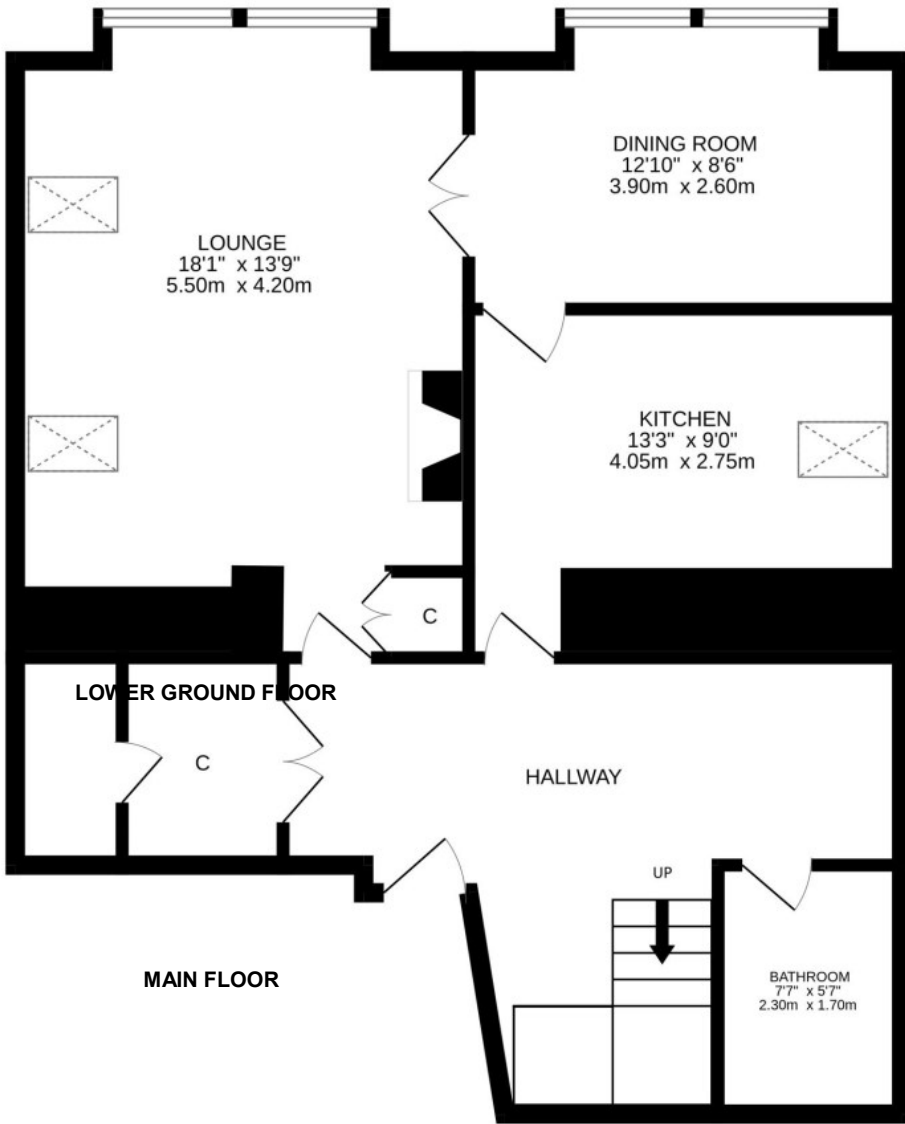 DINING ROOM
12'10" x 8'6"
3.90m x 2.60m
LOUNGE
18'1" x 13'9"
5.50m x 4.20m
KITCHEN
13'3" x 9'0"
4.05m x 2.75m
C
LOWER GROUND FLOOR
C
HALLWAY
UP
MAIN FLOOR
BATHROOM
7'7" x 5'7"
2.30m x 1.70m